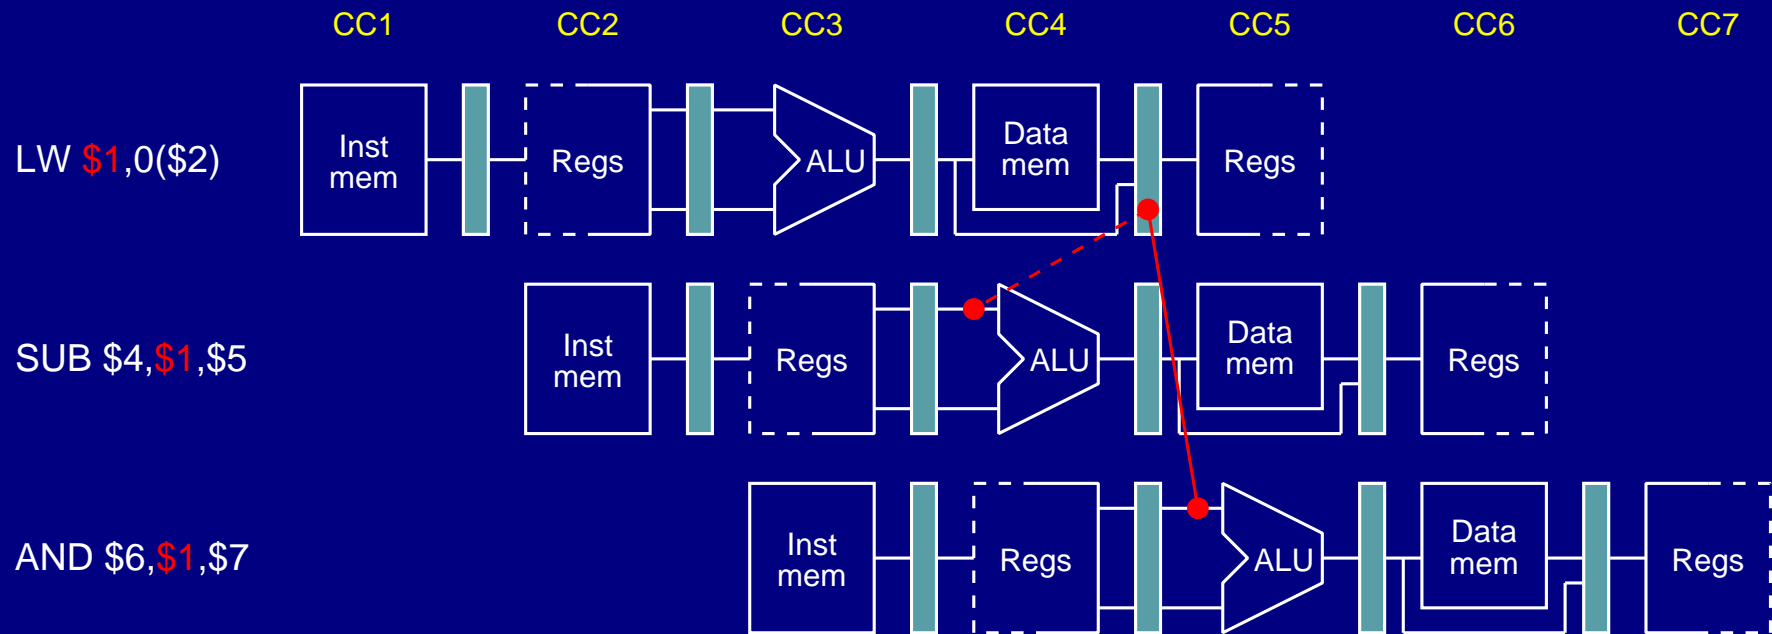 CC1 CC2 CC3 CC4 CC5 CC6 CC7
LW $1,0($2)
Inst
mem
Regs
ALU
Data
mem
Regs
SUB $4,$1,$5
Inst
mem
Regs
ALU
Data
mem
Regs
AND $6,$1,$7
Inst
mem
Regs
ALU
Data
mem
Regs